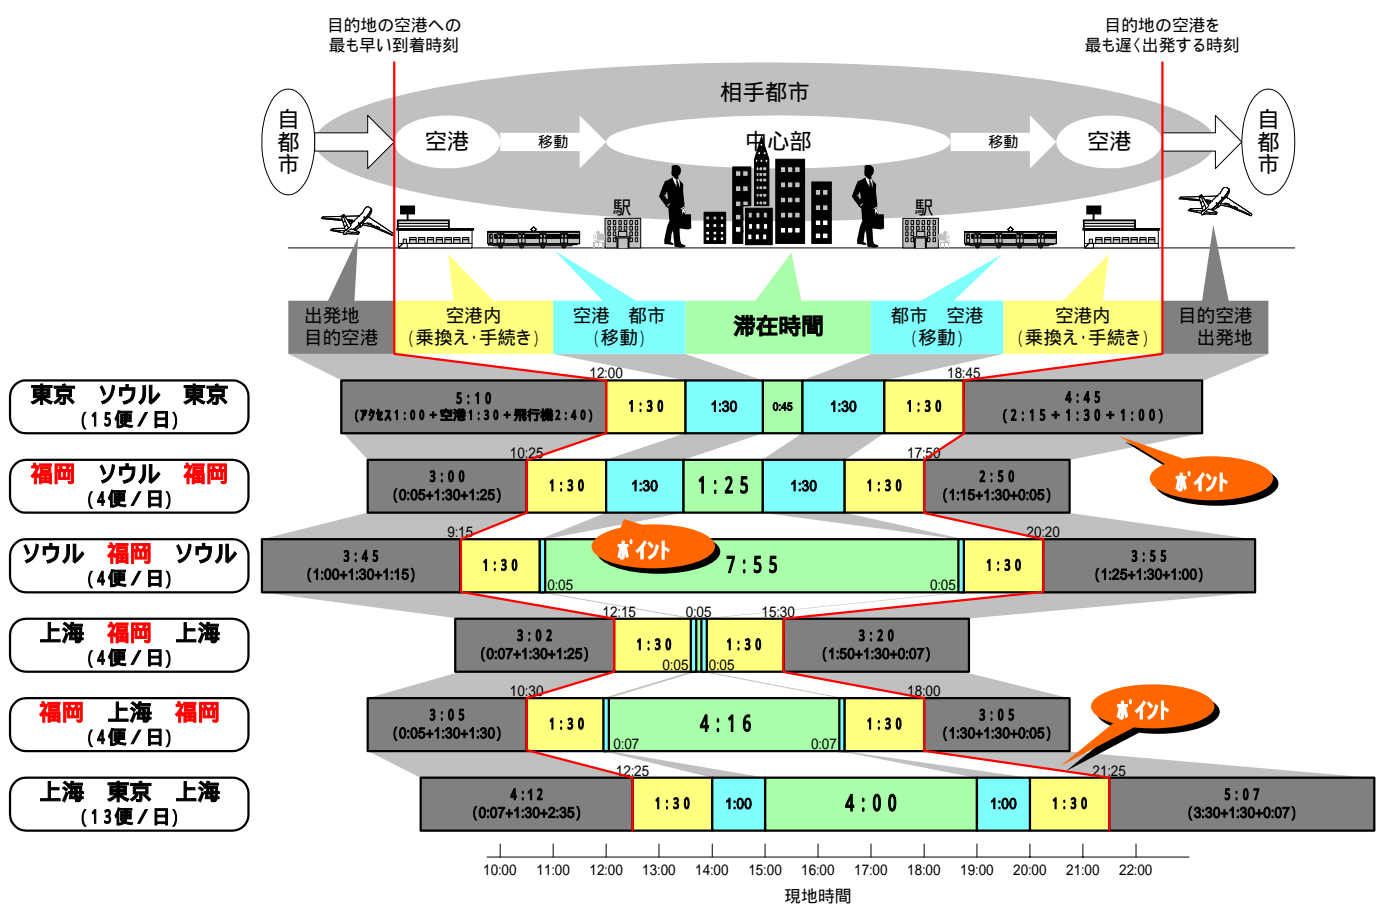 目的地の空港への
最も早い到着時刻
目的地の空港を
最も遅く出発する時刻
相手都市
自都市
空港
移動
中心部
移動
空港
自都市
駅
駅
出発地
目的空港
空港内
(乗換え・手続き)
空港　都市
(移動)
滞在時間
都市　空港
(移動)
空港内
(乗換え・手続き)
目的空港
出発地
12:00
18:45
東京　ソウル　東京
(15便/日)
5:10
(アクセス1:00+空港1:30+飛行機2:40)
1:30
1:30
0:45
1:30
1:30
4:45
(2:15+1:30+1:00)
10:25
17:50
福岡　ソウル　福岡
(4便/日)
3:00
(0:05+1:30+1:25)
1:30
1:30
1:25
1:30
1:30
2:50
(1:15+1:30+0:05)
ポイント
9:15
20:20
ソウル　福岡　ソウル
(4便/日)
3:45
(1:00+1:30+1:15)
1:30
0:05
ポイント
7:55
0:05
1:30
3:55
(1:25+1:30+1:00)
12:15
0:05
15:30
上海　福岡　上海
(4便/日)
3:02
(0:07+1:30+1:25)
1:30
0:05
0:05
1:30
3:20
(1:50+1:30+0:07)
10:30
18:00
福岡　上海　福岡
(4便/日)
3:05
(0:05+1:30+1:30)
1:30
0:07
4:16
0:07
1:30
3:05
(1:30+1:30+0:05)
ポイント
12:25
21:25
上海　東京　上海
(13便/日)
4:12
(0:07+1:30+2:35)
1:30
1:00
4:00
1:00
1:30
5:07
(3:30+1:30+0:07)
10:00 11:00 12:00 13:00 14:00 15:00 16:00 17:00 18:00 19:00 20:00 21:00 22:00
現地時間